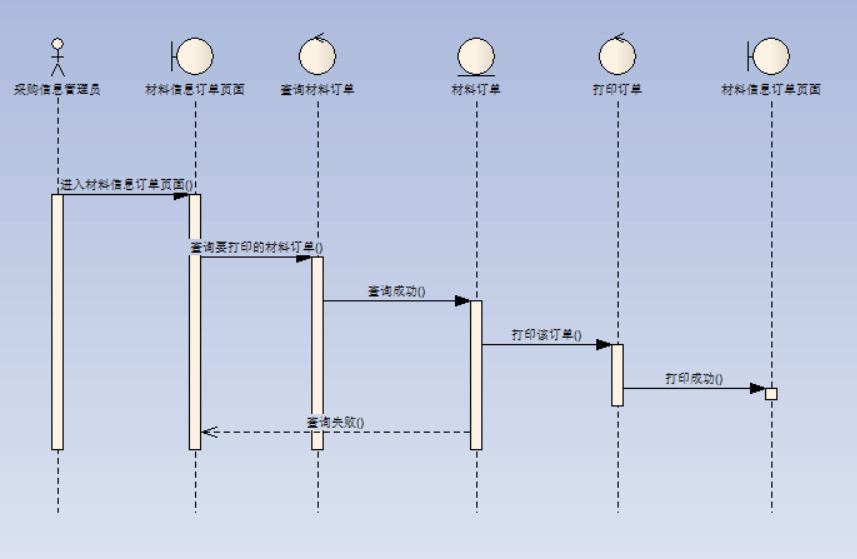 采购信息管理员
材料信息订单页面
查询材料订单
材料订单
打印订单
材料信息订单页面
进入材料信息订单页面()
查询要打印的材料订单()
查询成功()
打印该订单()
打印成功()
查询失败()